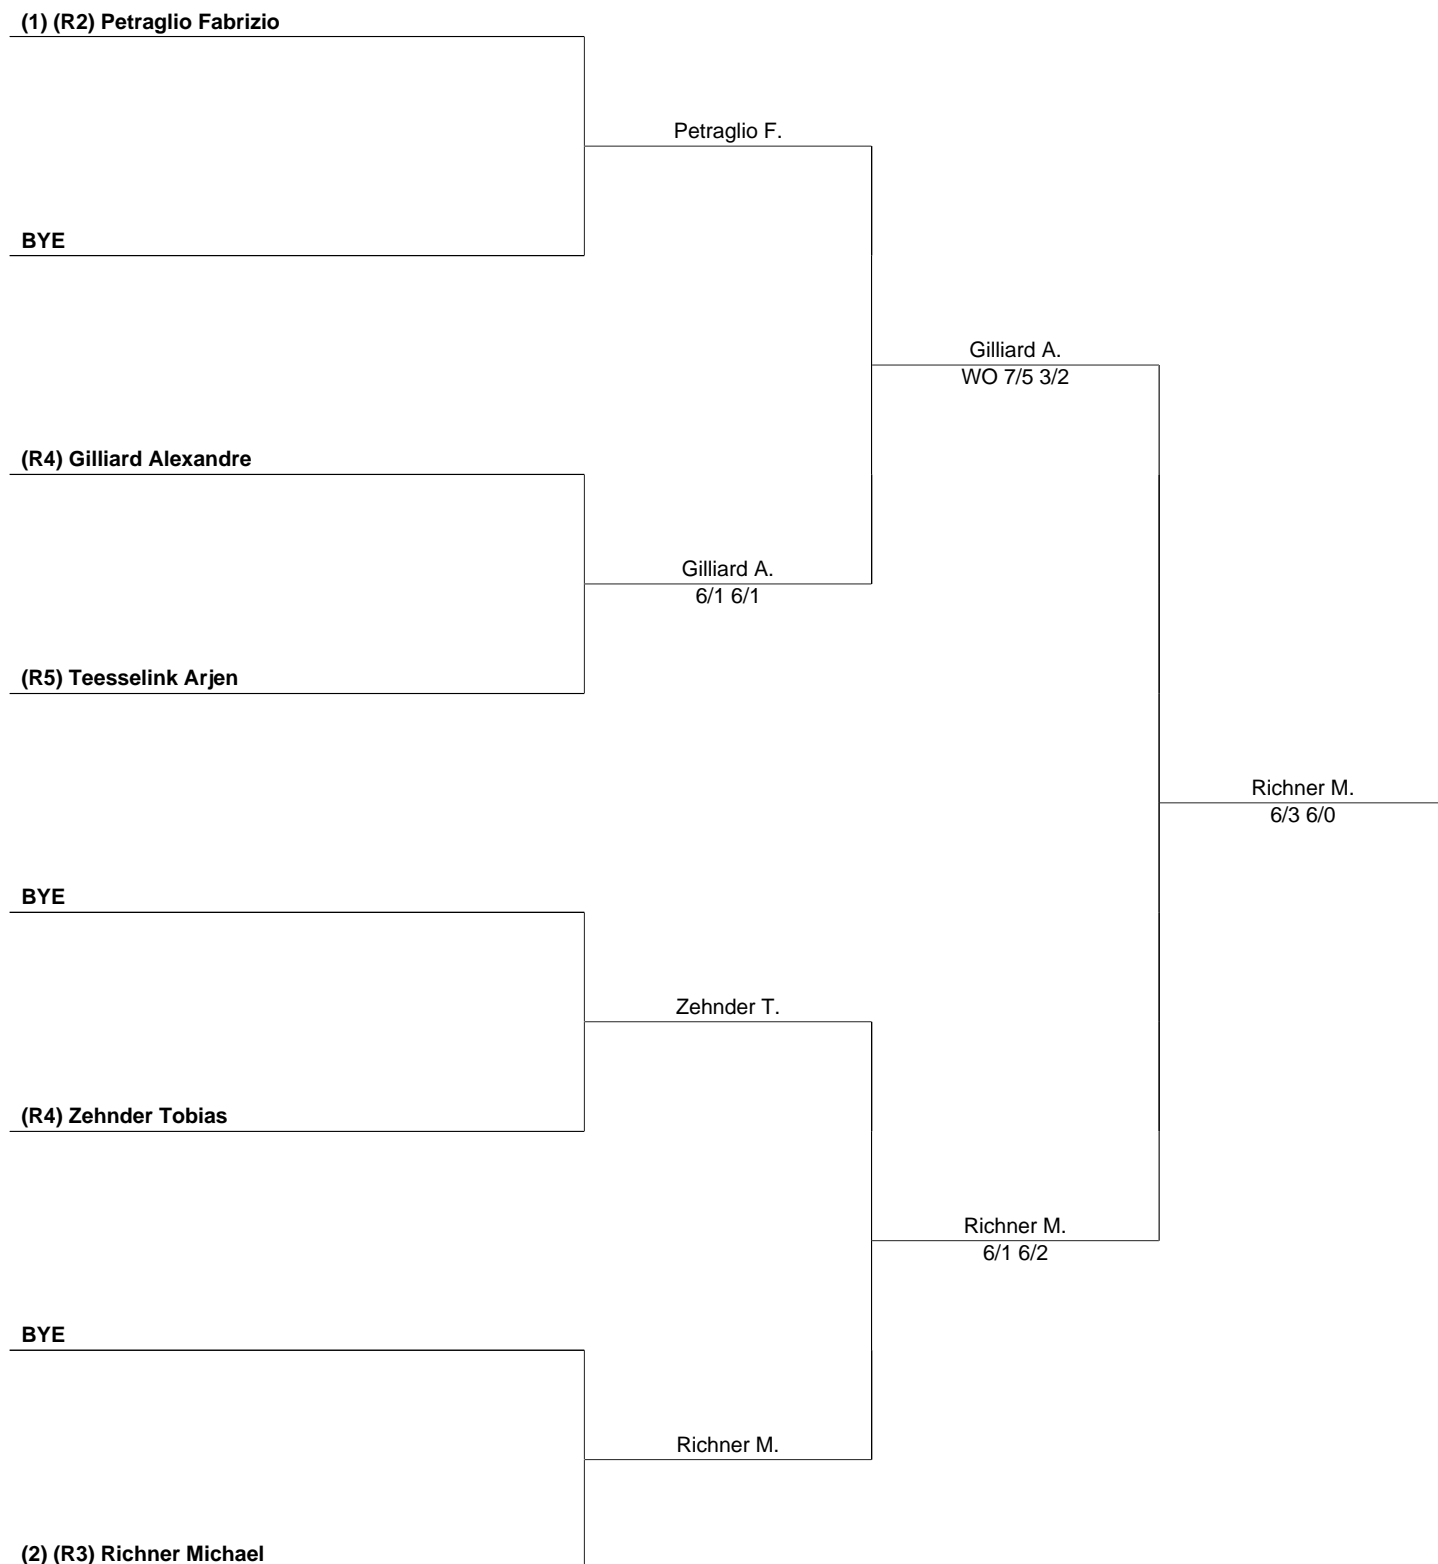 (1) (R2) Petraglio Fabrizio
Petraglio F.
BYE
Gilliard A.
WO 7/5 3/2
(R4) Gilliard Alexandre
Gilliard A.
6/1 6/1
(R5) Teesselink Arjen
Richner M.
6/3 6/0
BYE
Zehnder T.
(R4) Zehnder Tobias
Richner M.
6/1 6/2
BYE
Richner M.
(2) (R3) Richner Michael